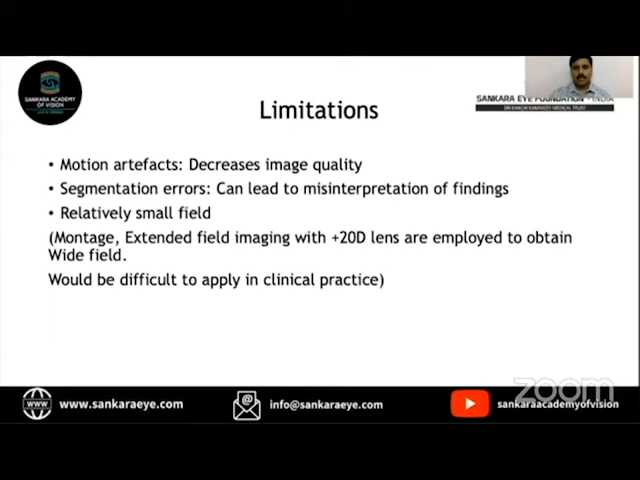 SANKARA ACADEMY
OF VISION
SANKARA EYE FOUNDATION - INDIA
SRI KANCHI KAMAKOTI MEDICAL TRUST
Limitations
• Motion artefacts: Decreases image quality
• Segmentation errors: Can lead to misinterpretation of findings
• Relatively small field
(Montage, Extended field imaging with +20D lens are employed to obtain
Wide field.
Would be difficult to apply in clinical practice)
zoom
www
www.sankaraeye.com
@
info@sankaraeye.com
sankaraacademyofvision